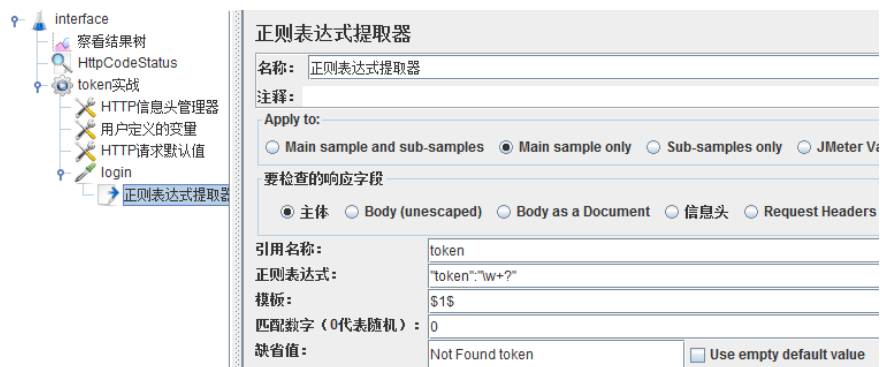 interface
察看结果树
HttpCodeStatus
token实战
HTTP信息头管理器
用户定义的变量
HTTP请求默认值
login
正则表达式提取器
正则表达式提取器
名称: 正则表达式提取器
注释:
Apply to:
Main sample and sub-samples Main sample only Sub-samples only JMeter Va
要检查的响应字段
主体 Body (unescaped) Body as a Document 信息头 Request Headers
引用名称: token
正则表达式: "token":"\w+?"
模板: $1$
匹配数字（0代表随机）: 0
缺省值: Not Found token Use empty default value